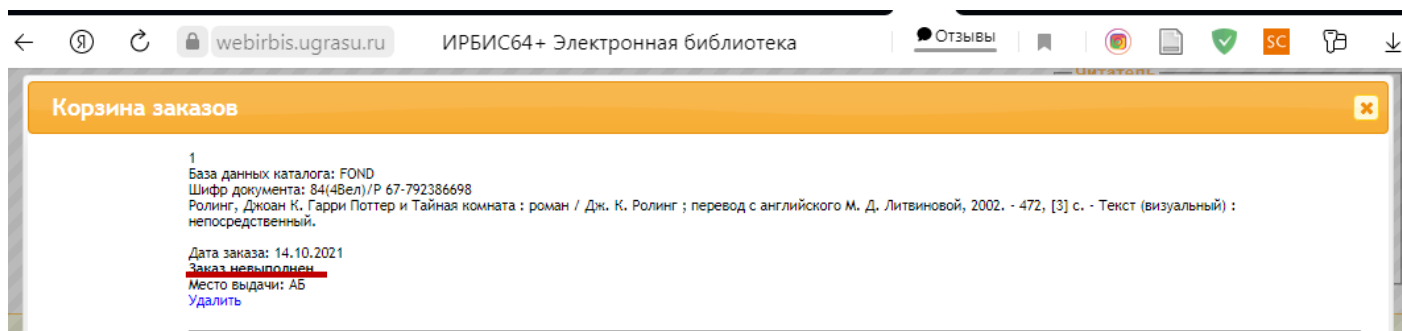 webirbis.ugrasu.ru ИРБИС64+ Электронная библиотека Отзывы SC
Читатель
Корзина заказов
1
База данных каталога: FOND
Шифр документа: 84(4Вел)/Р 67-792386698
Ролинг, Джоан К. Гарри Поттер и Тайная комната : роман / Дж. К. Ролинг ; перевод с английского М. Д. Литвиновой, 2002. - 472, [3] с. - Текст (визуальный) :
непосредственный.
Дата заказа: 14.10.2021
Заказ невыполнен
Место выдачи: АБ
Удалить